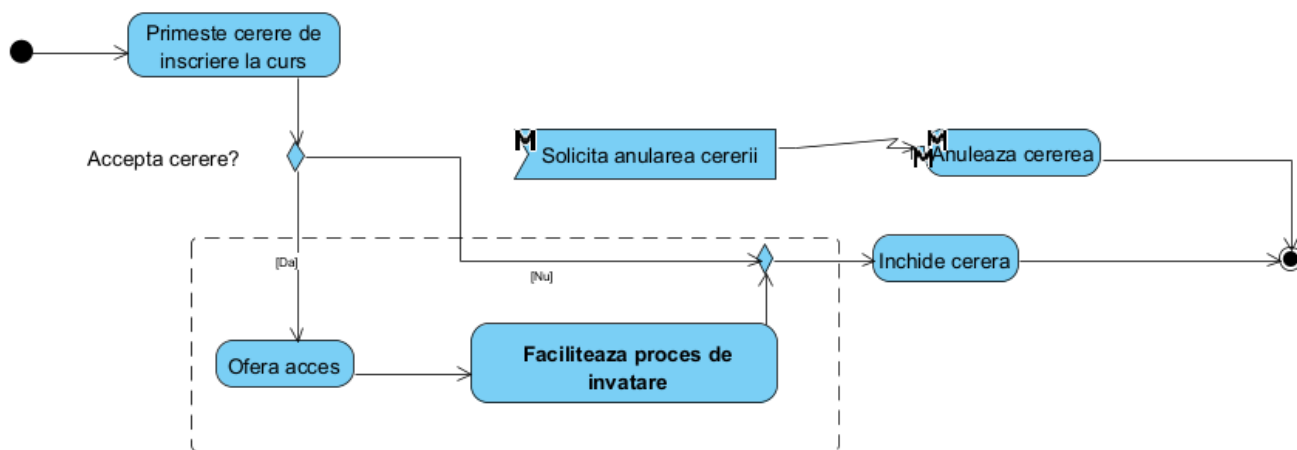 Primeste cerere de
inscriere la curs
Accepta cerere?
M
Solicita anularea cererii
M
M
Anuleaza cererea
[Da]
[Nu]
Inchide cerera
Ofera acces
Faciliteaza proces de
invatare